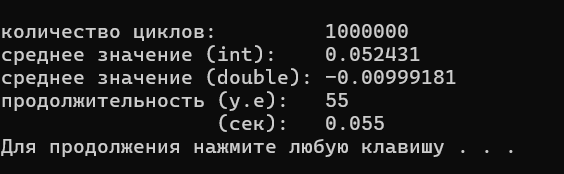 количество циклов: 1000000
среднее значение (int): 0.052431
среднее значение (double): -0.00999181
продолжительность (у.е): 55
(сек): 0.055
Для продолжения нажмите любую клавишу . . .